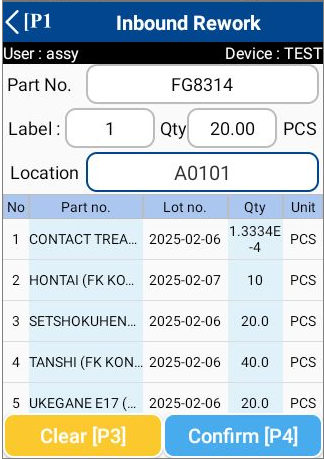 [P1 Inbound Rework
User : assy Device : TEST
Part No. FG8314
Label : 1 Qty 20.00 PCS
Location A0101
No Part no. Lot no. Qty Unit
1 CONTACT TREA... 2025-02-06 1.3334E-4 PCS
2 HONTAI (FK KO... 2025-02-07 10 PCS
3 SETSHOKUHEN... 2025-02-06 20.0 PCS
4 TANSHI (FK KON... 2025-02-06 40.0 PCS
5 UKEGANE E17 (... 2025-02-06 20.0 PCS
Clear [P3] Confirm [P4]